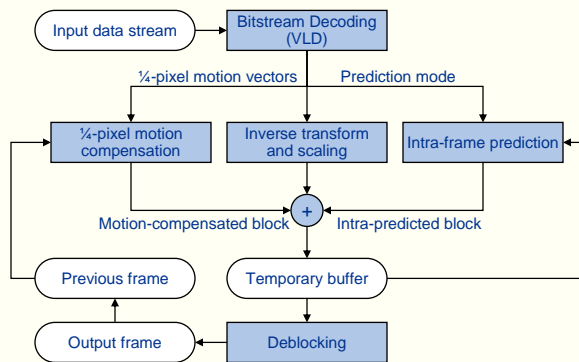 Input data stream
Bitstream Decoding
(VLD)
¼-pixel motion vectors
Prediction mode
¼-pixel motion
compensation
Inverse transform
and scaling
Intra-frame prediction
+
Motion-compensated block
Intra-predicted block
Previous frame
Temporary buffer
Output frame
Deblocking